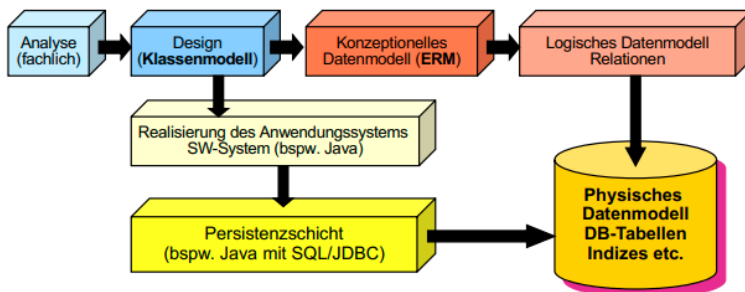 Analyse
(fachlich)
Design
(Klassenmodell)
Konzeptionelles
Datenmodell (ERM)
Logisches Datenmodell
Relationen
Realisierung des Anwendungssystems
SW-System (bspw. Java)
Persistenzschicht
(bspw. Java mit SQL/JDBC)
Physisches
Datenmodell
DB-Tabellen
Indizes etc.